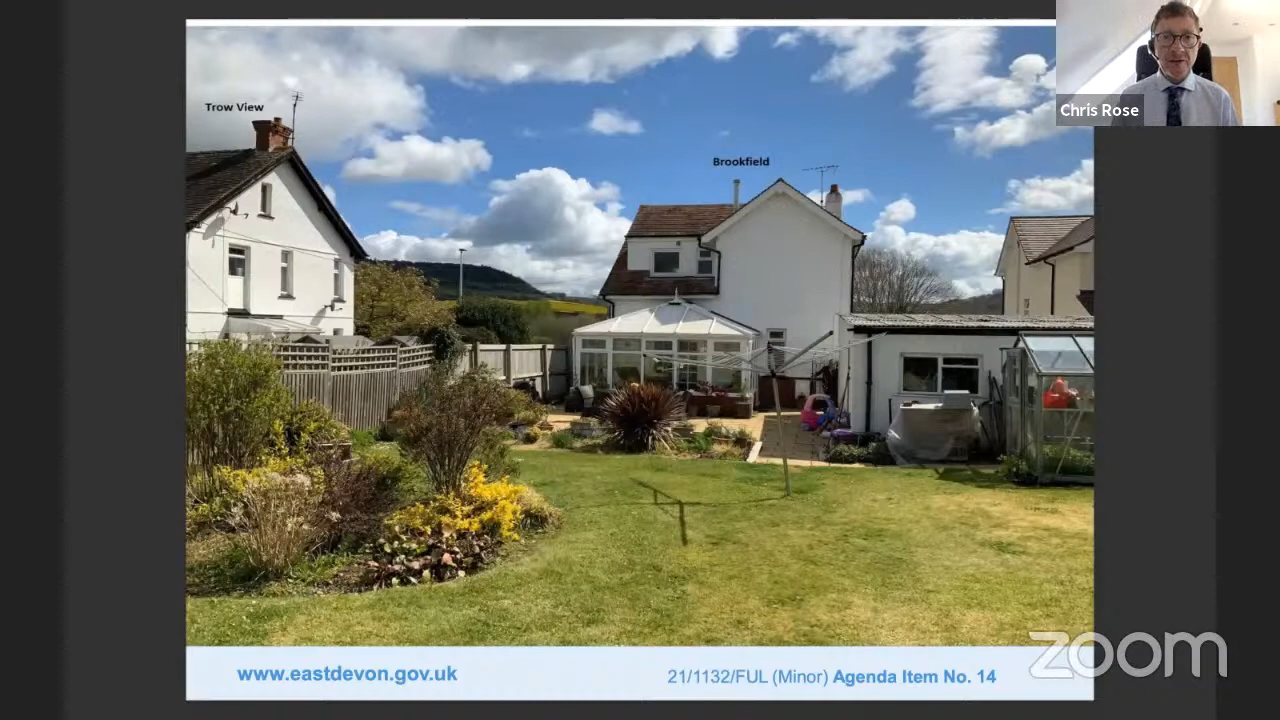 Chris Rose
Trow View
Brookfield
www.eastdevon.gov.uk
21/1132/FUL (Minor) Agenda Item No. 14
zoom